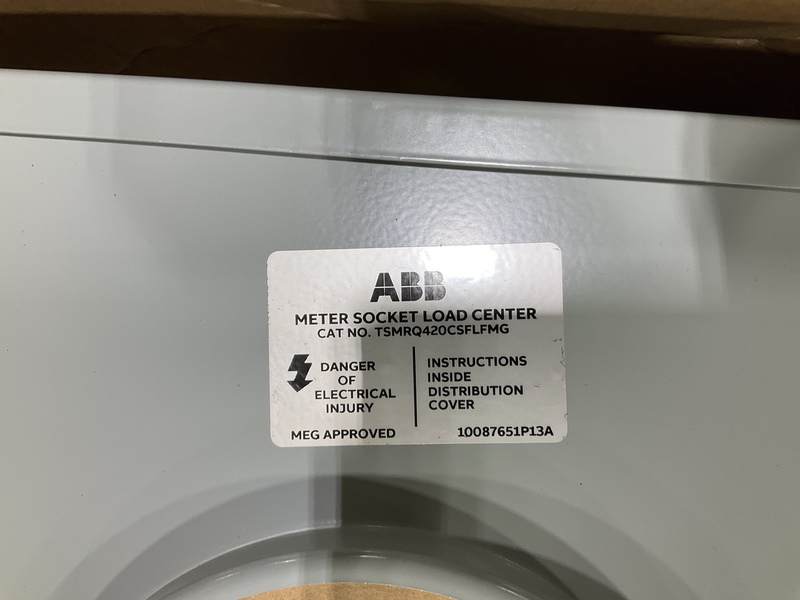 ABB
METER SOCKET LOAD CENTER
CAT NO. TSMRQ420CSFLFMG
DANGER
OF
ELECTRICAL
INJURY
INSTRUCTIONS
INSIDE
DISTRIBUTION
COVER
MEG APPROVED
10087651P13A